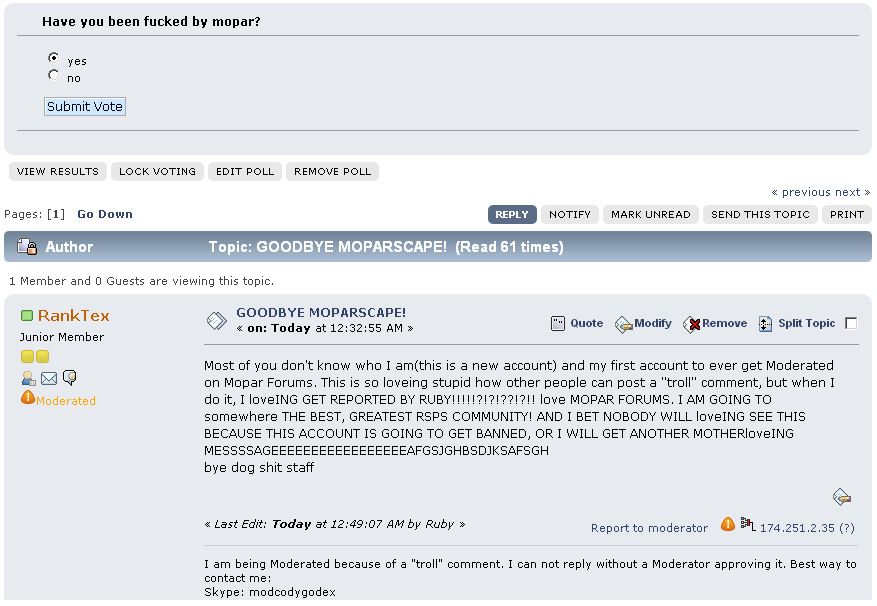 Have you been fucked by mopar?
yes
no
Submit Vote
VIEW RESULTS LOCK VOTING EDIT POLL REMOVE POLL
« previous next »
Pages: [1] Go Down REPLY NOTIFY MARK UNREAD SEND THIS TOPIC PRINT
Author Topic: GOODBYE MOPARSCAPE! (Read 61 times)
1 Member and 0 Guests are viewing this topic.
RankTex
Junior Member
Moderated
GOODBYE MOPARSCAPE!
« on: Today at 12:32:55 AM »
Quote Modify Remove Split Topic
Most of you don't know who I am(this is a new account) and my first account to ever get Moderated
on Mopar Forums. This is so loveing stupid how other people can post a "troll" comment, but when I
do it, I loveING GET REPORTED BY RUBY!!!!!?!?!??!?!! love MOPAR FORUMS. I AM GOING TO
somewhere THE BEST, GREATEST RSPS COMMUNITY! AND I BET NOBODY WILL loveING SEE THIS
BECAUSE THIS ACCOUNT IS GOING TO GET BANNED, OR I WILL GET ANOTHER MOTHERloveING
MESSSSAGEEEEEEEEEEEEEEEEEAFGSJGHBSDJKSAFSGH
bye dog shit staff
« Last Edit: Today at 12:49:07 AM by Ruby »
Report to moderator 174.251.2.35 (?)
I am being Moderated because of a "troll" comment. I can not reply without a Moderator approving it. Best way to
contact me:
Skype: modcodygodex